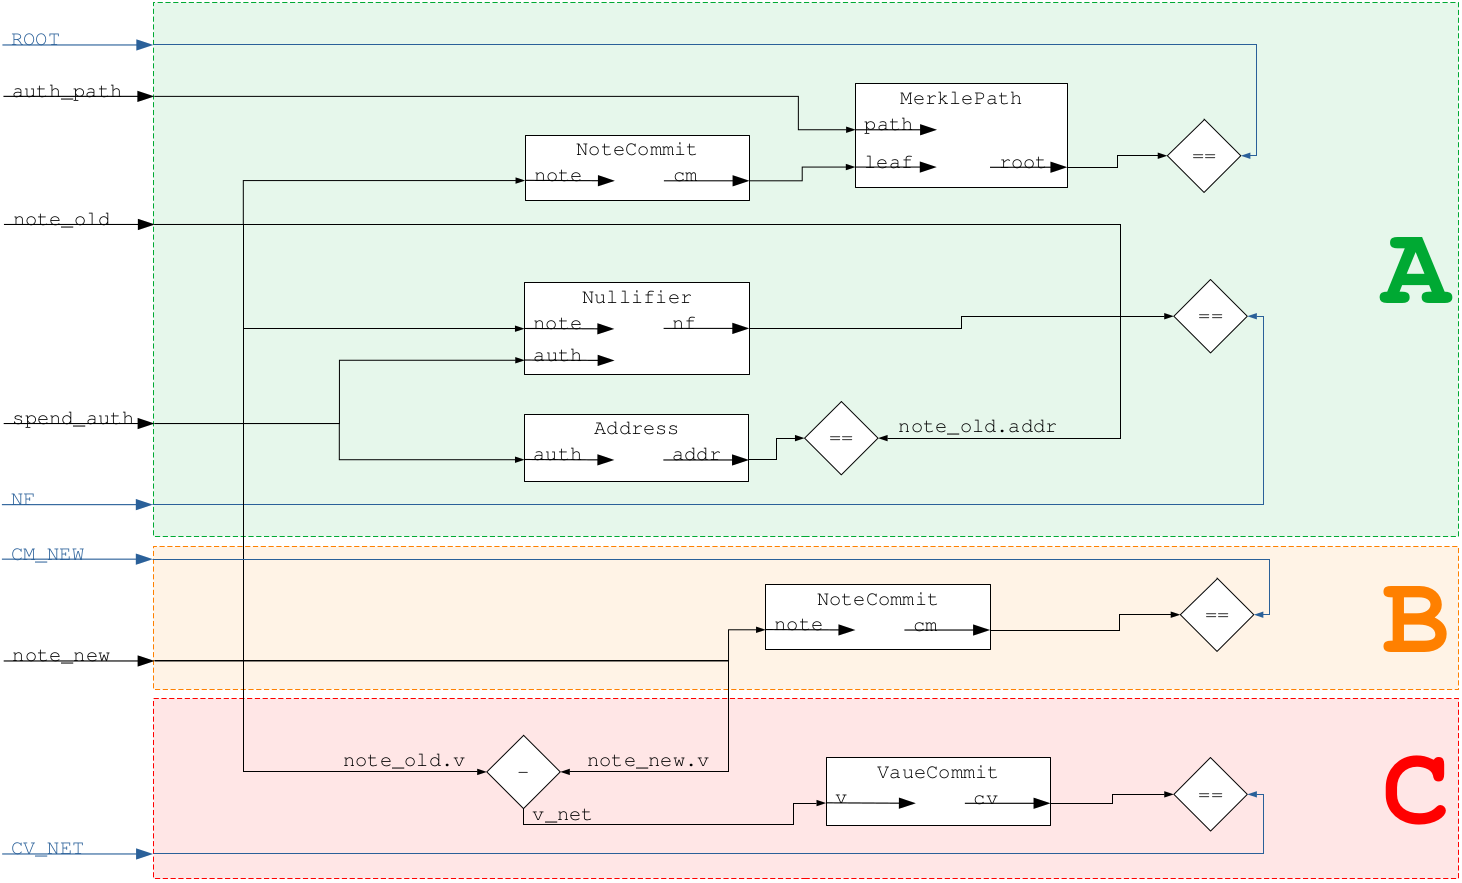 ROOT
auth_path
MerklePath
path
NoteCommit
leaf
root
==
note
cm
note_old
A
Nullifier
note
nf
==
auth
spend_auth
Address
note_old.addr
==
auth
addr
NF
CM_NEW
NoteCommit
==
B
note
cm
note_new
note_old.v
-
note_new.v
VaueCommit
C
v
cv
==
v_net
CV_NET